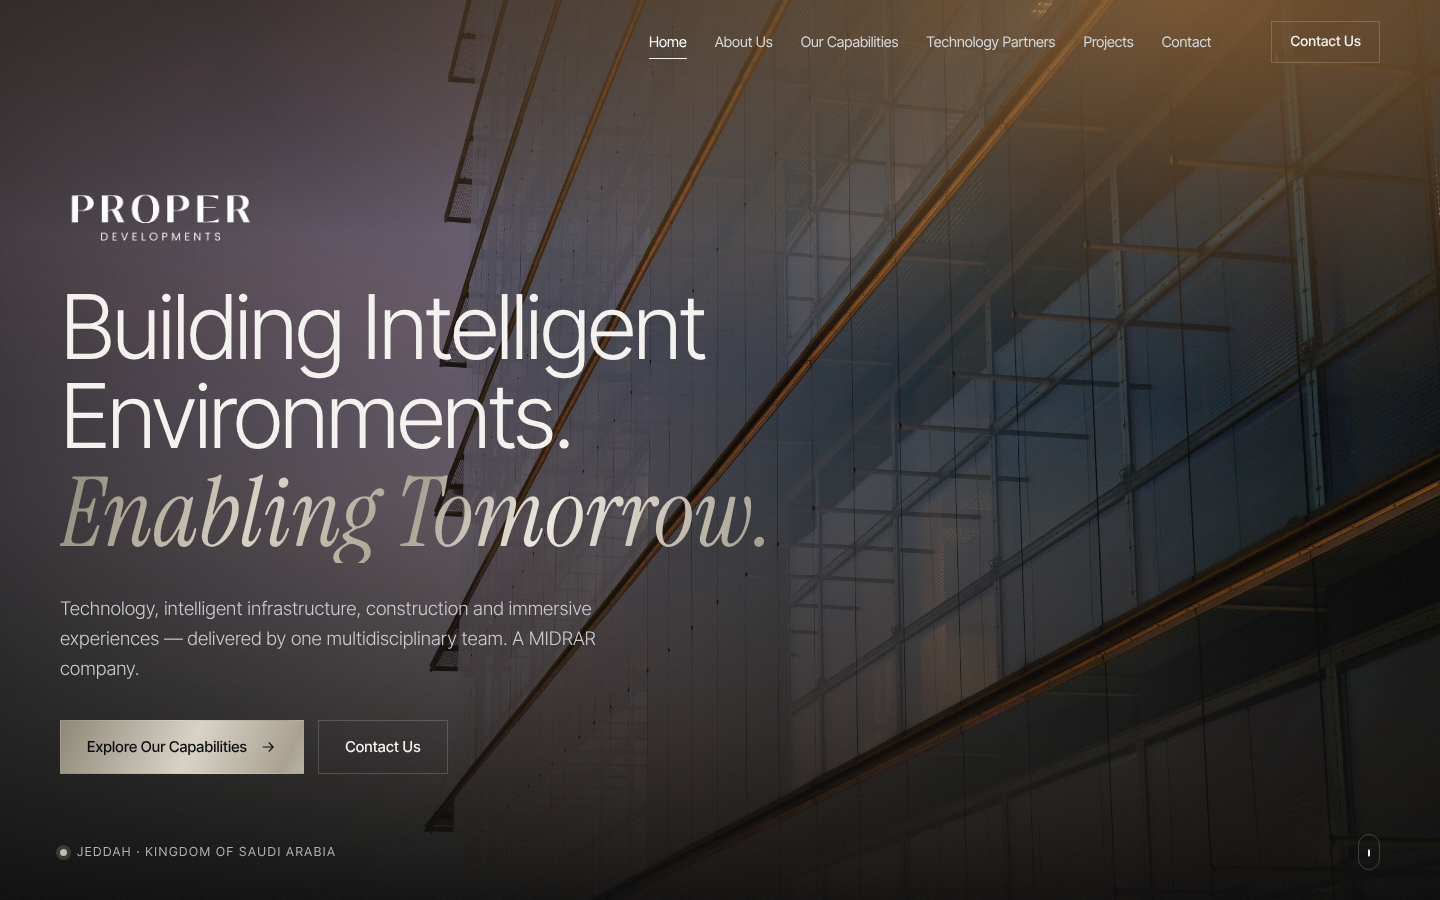 Home About Us Our Capabilities Technology Partners Projects Contact Contact Us
PROPER
DEVELOPMENTS
Building Intelligent
Environments.
Enabling Tomorrow.
Technology, intelligent infrastructure, construction and immersive
experiences — delivered by one multidisciplinary team. A MIDRAR
company.
Explore Our Capabilities → Contact Us
JEDDAH · KINGDOM OF SAUDI ARABIA